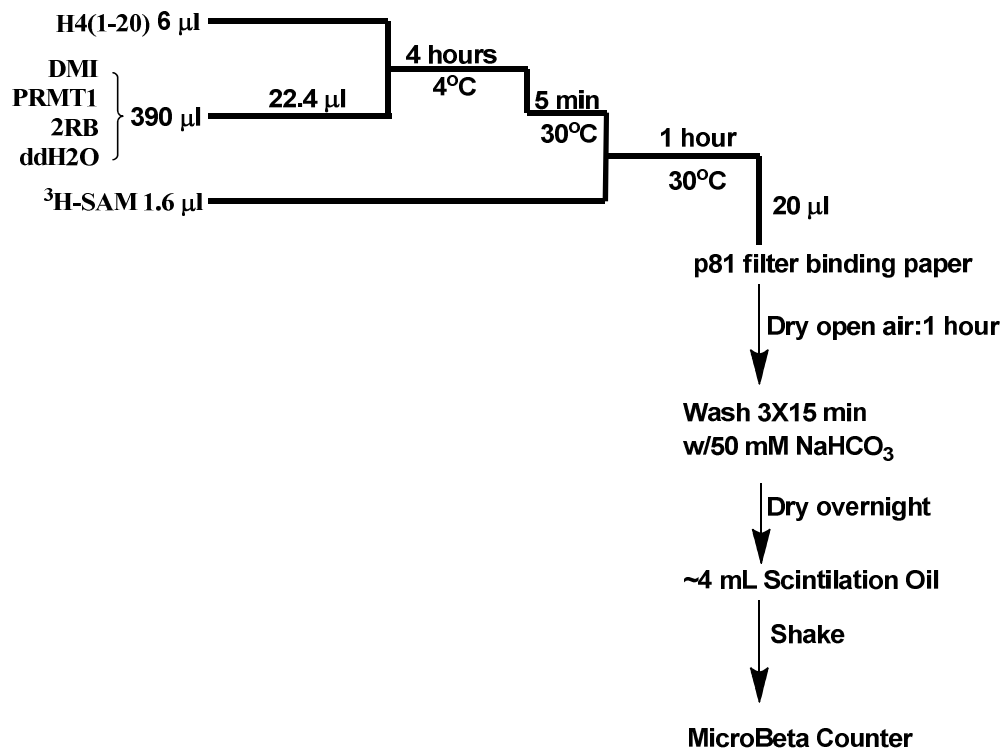 H4(1-20) 6 μl
DMI
PRMT1
2RB
ddH2O
390 μl
22.4 μl
4 hours
4°C
5 min
30°C
³H-SAM 1.6 μl
1 hour
30°C
20 μl
p81 filter binding paper
Dry open air:1 hour
Wash 3X15 min
w/50 mM NaHCO₃
Dry overnight
~4 mL Scintilation Oil
Shake
MicroBeta Counter